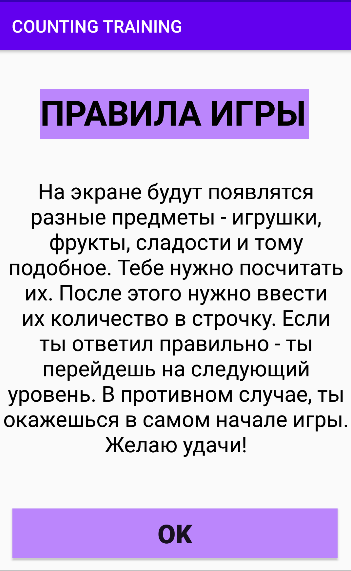 COUNTING TRAINING
ПРАВИЛА ИГРЫ
На экране будут появлятся
разные предметы - игрушки,
фрукты, сладости и тому
подобное. Тебе нужно посчитать
их. После этого нужно ввести
их количество в строчку. Если
ты ответил правильно - ты
перейдешь на следующий
уровень. В противном случае, ты
окажешься в самом начале игры.
Желаю удачи!
OK